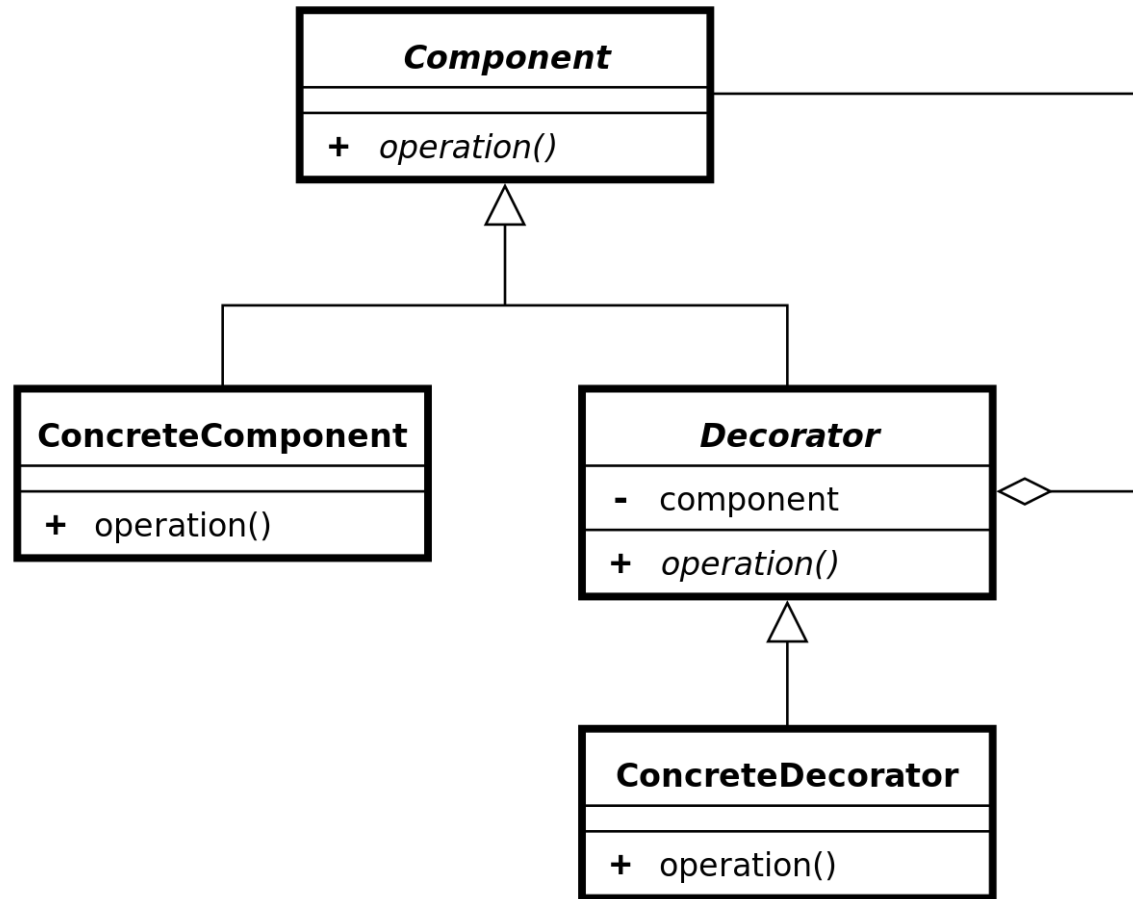 Component
+ operation()
ConcreteComponent
+ operation()
Decorator
- component
+ operation()
ConcreteDecorator
+ operation()